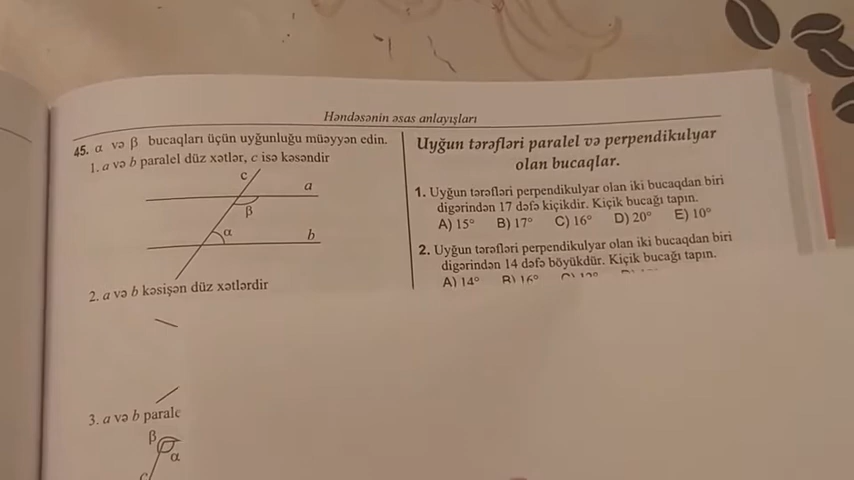 Həndəsənin əsas anlayışları
45. α və β bucaqları üçün uyğunluğu müəyyən edin.
1. a və b paralel düz xətlər, c isə kəsəndir
c
a
β
α
b
2. a və b kəsişən düz xətlərdir
3. a və b parale
β
α
c
Uyğun tərəfləri paralel və perpendikulyar
olan bucaqlar.
1. Uyğun tərəfləri perpendikulyar olan iki bucaqdan biri
digərindən 17 dəfə kiçikdir. Kiçik bucağı tapın.
A) 15° B) 17° C) 16° D) 20° E) 10°
2. Uyğun tərəfləri perpendikulyar olan iki bucaqdan biri
digərindən 14 dəfə böyükdür. Kiçik bucağı tapın.
A) 14° B) 16°